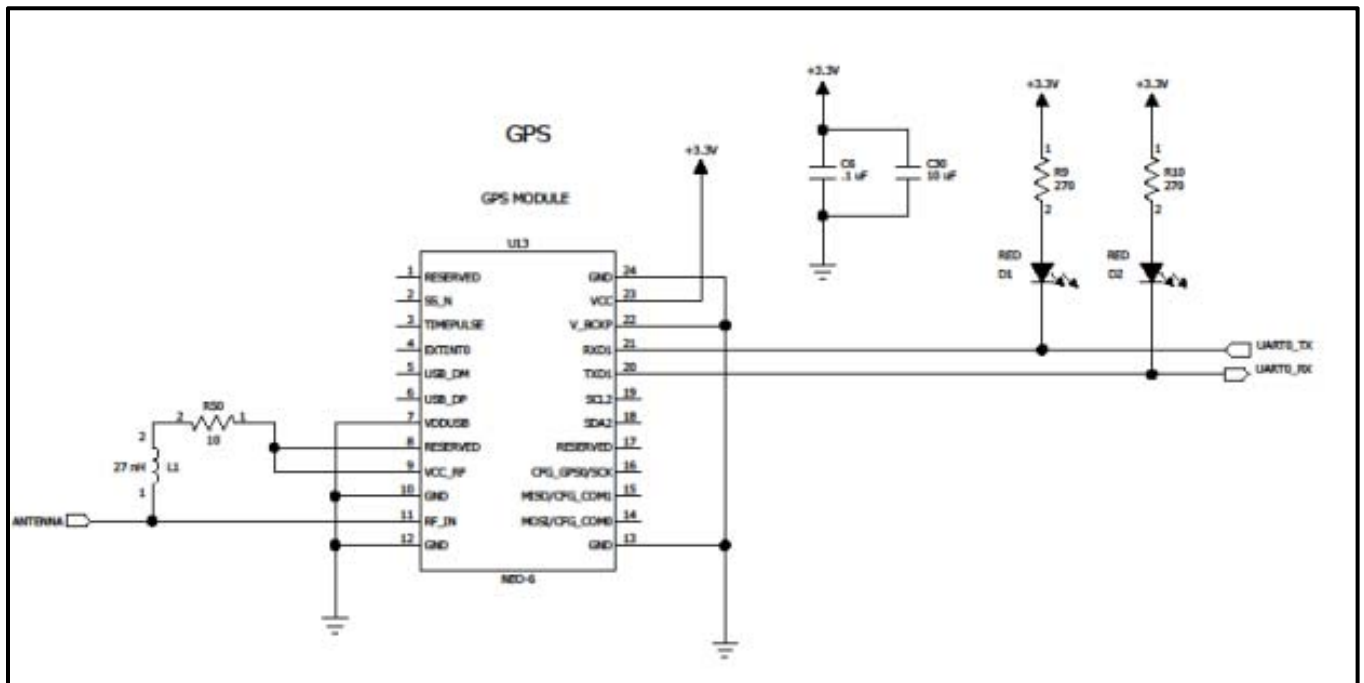 GPS
GPS MODULE
U13
1 RESERVED
2 SS_N
3 TIMEPULSE
4 EXTINT0
5 USB_DM
6 USB_DP
7 VDDUSB
8 RESERVED
9 VCC_RF
10 GND
11 RF_IN
12 GND
GND 24
VCC 23
V_BCKP 22
RXD1 21
TXD1 20
SCL2 19
SDA2 18
RESERVED 17
CFG_GPS0/SCK 16
MISO/CFG_COM1 15
MOSI/CFG_COM0 14
GND 13
NEO-6
+3.3V
+3.3V
C6
.1 uF
C30
10 uF
+3.3V
1
R9
270
2
RED
D1
+3.3V
1
R10
270
2
RED
D2
UART0_TX
UART0_RX
R50
2 1
10
2
27 nH L1
1
ANTENNA